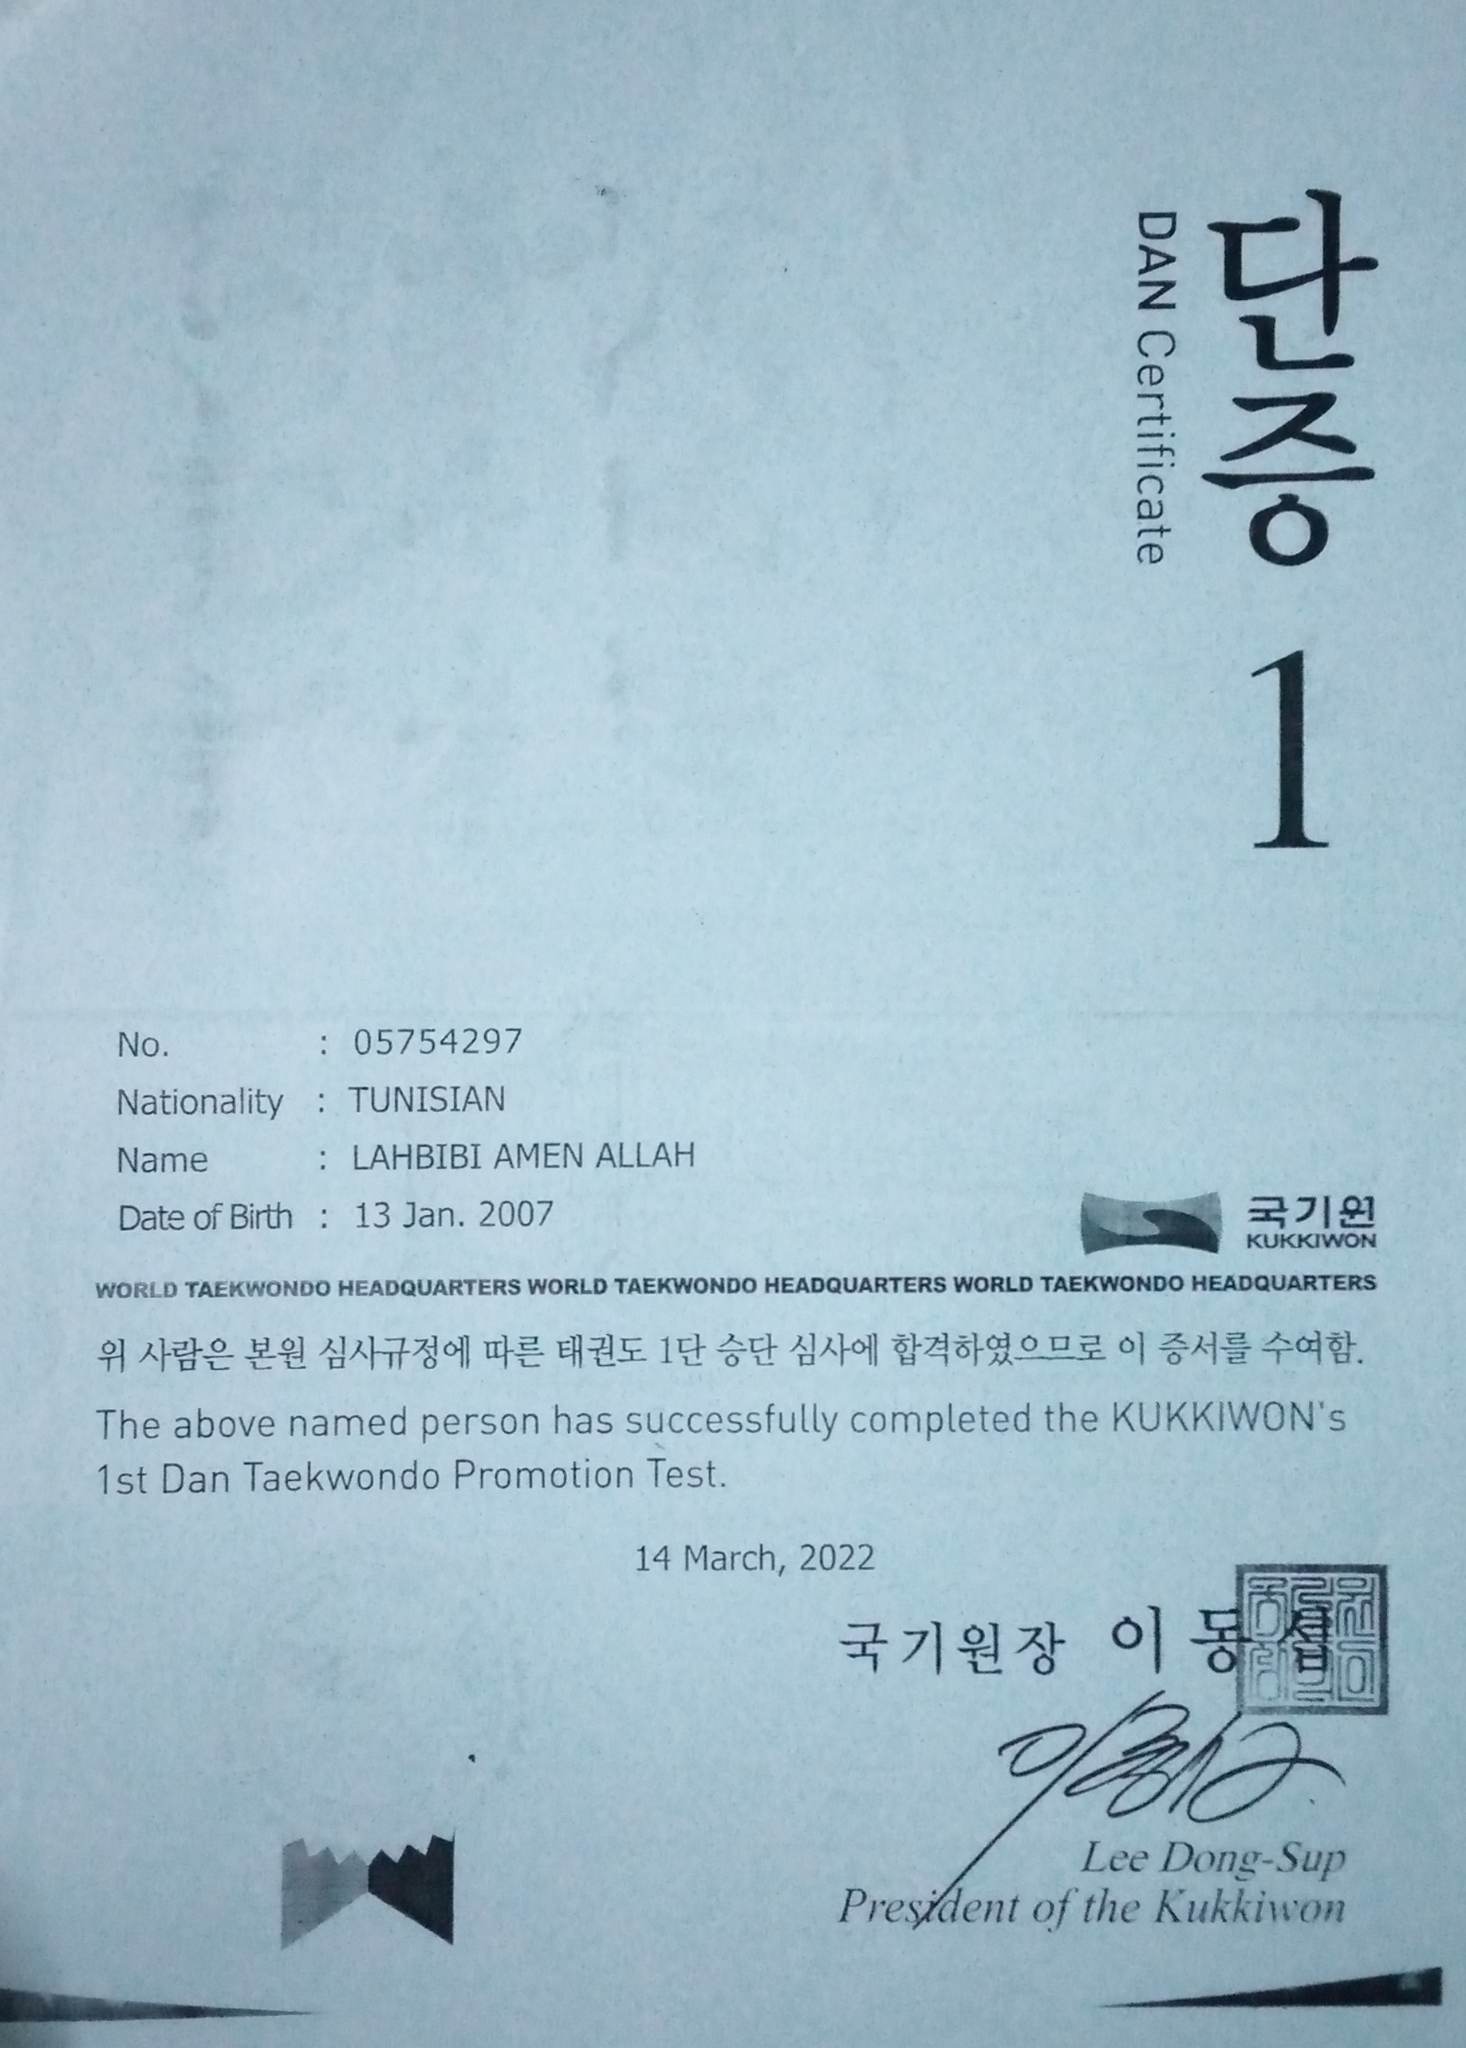 단증
DAN Certificate
1
No. : 05754297
Nationality : TUNISIAN
Name : LAHBIBI AMEN ALLAH
Date of Birth : 13 Jan. 2007
국기원
KUKKIWON
WORLD TAEKWONDO HEADQUARTERS WORLD TAEKWONDO HEADQUARTERS WORLD TAEKWONDO HEADQUARTERS
위 사람은 본원 심사규정에 따른 태권도 1단 승단 심사에 합격하였으므로 이 증서를 수여함.
The above named person has successfully completed the KUKKIWON's
1st Dan Taekwondo Promotion Test.
14 March, 2022
국기원장 이동섭
Lee Dong-Sup
President of the Kukkiwon